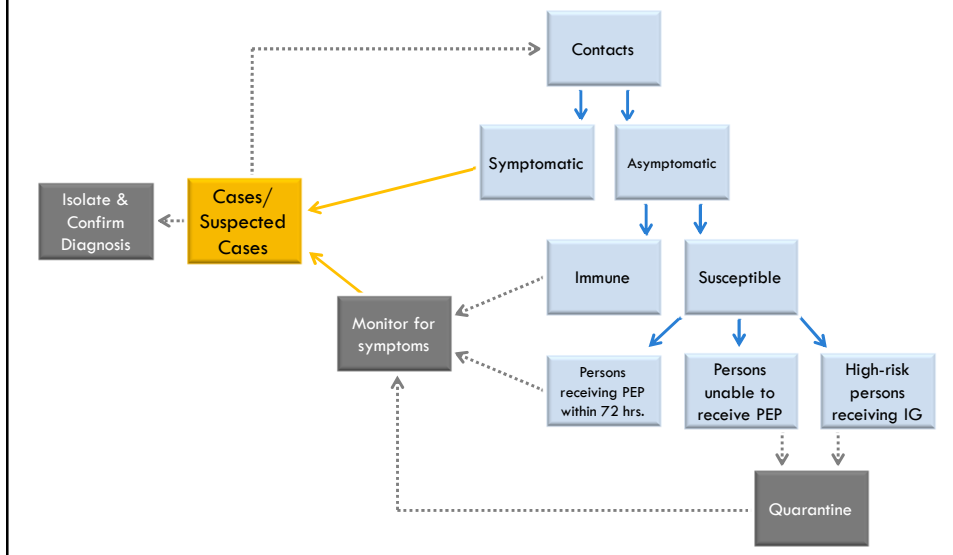 Contacts
Symptomatic
Asymptomatic
Isolate &
Confirm
Diagnosis
Cases/
Suspected
Cases
Immune
Susceptible
Monitor for
symptoms
Persons
receiving PEP
within 72 hrs.
Persons
unable to
receive PEP
High-risk
persons
receiving IG
Quarantine